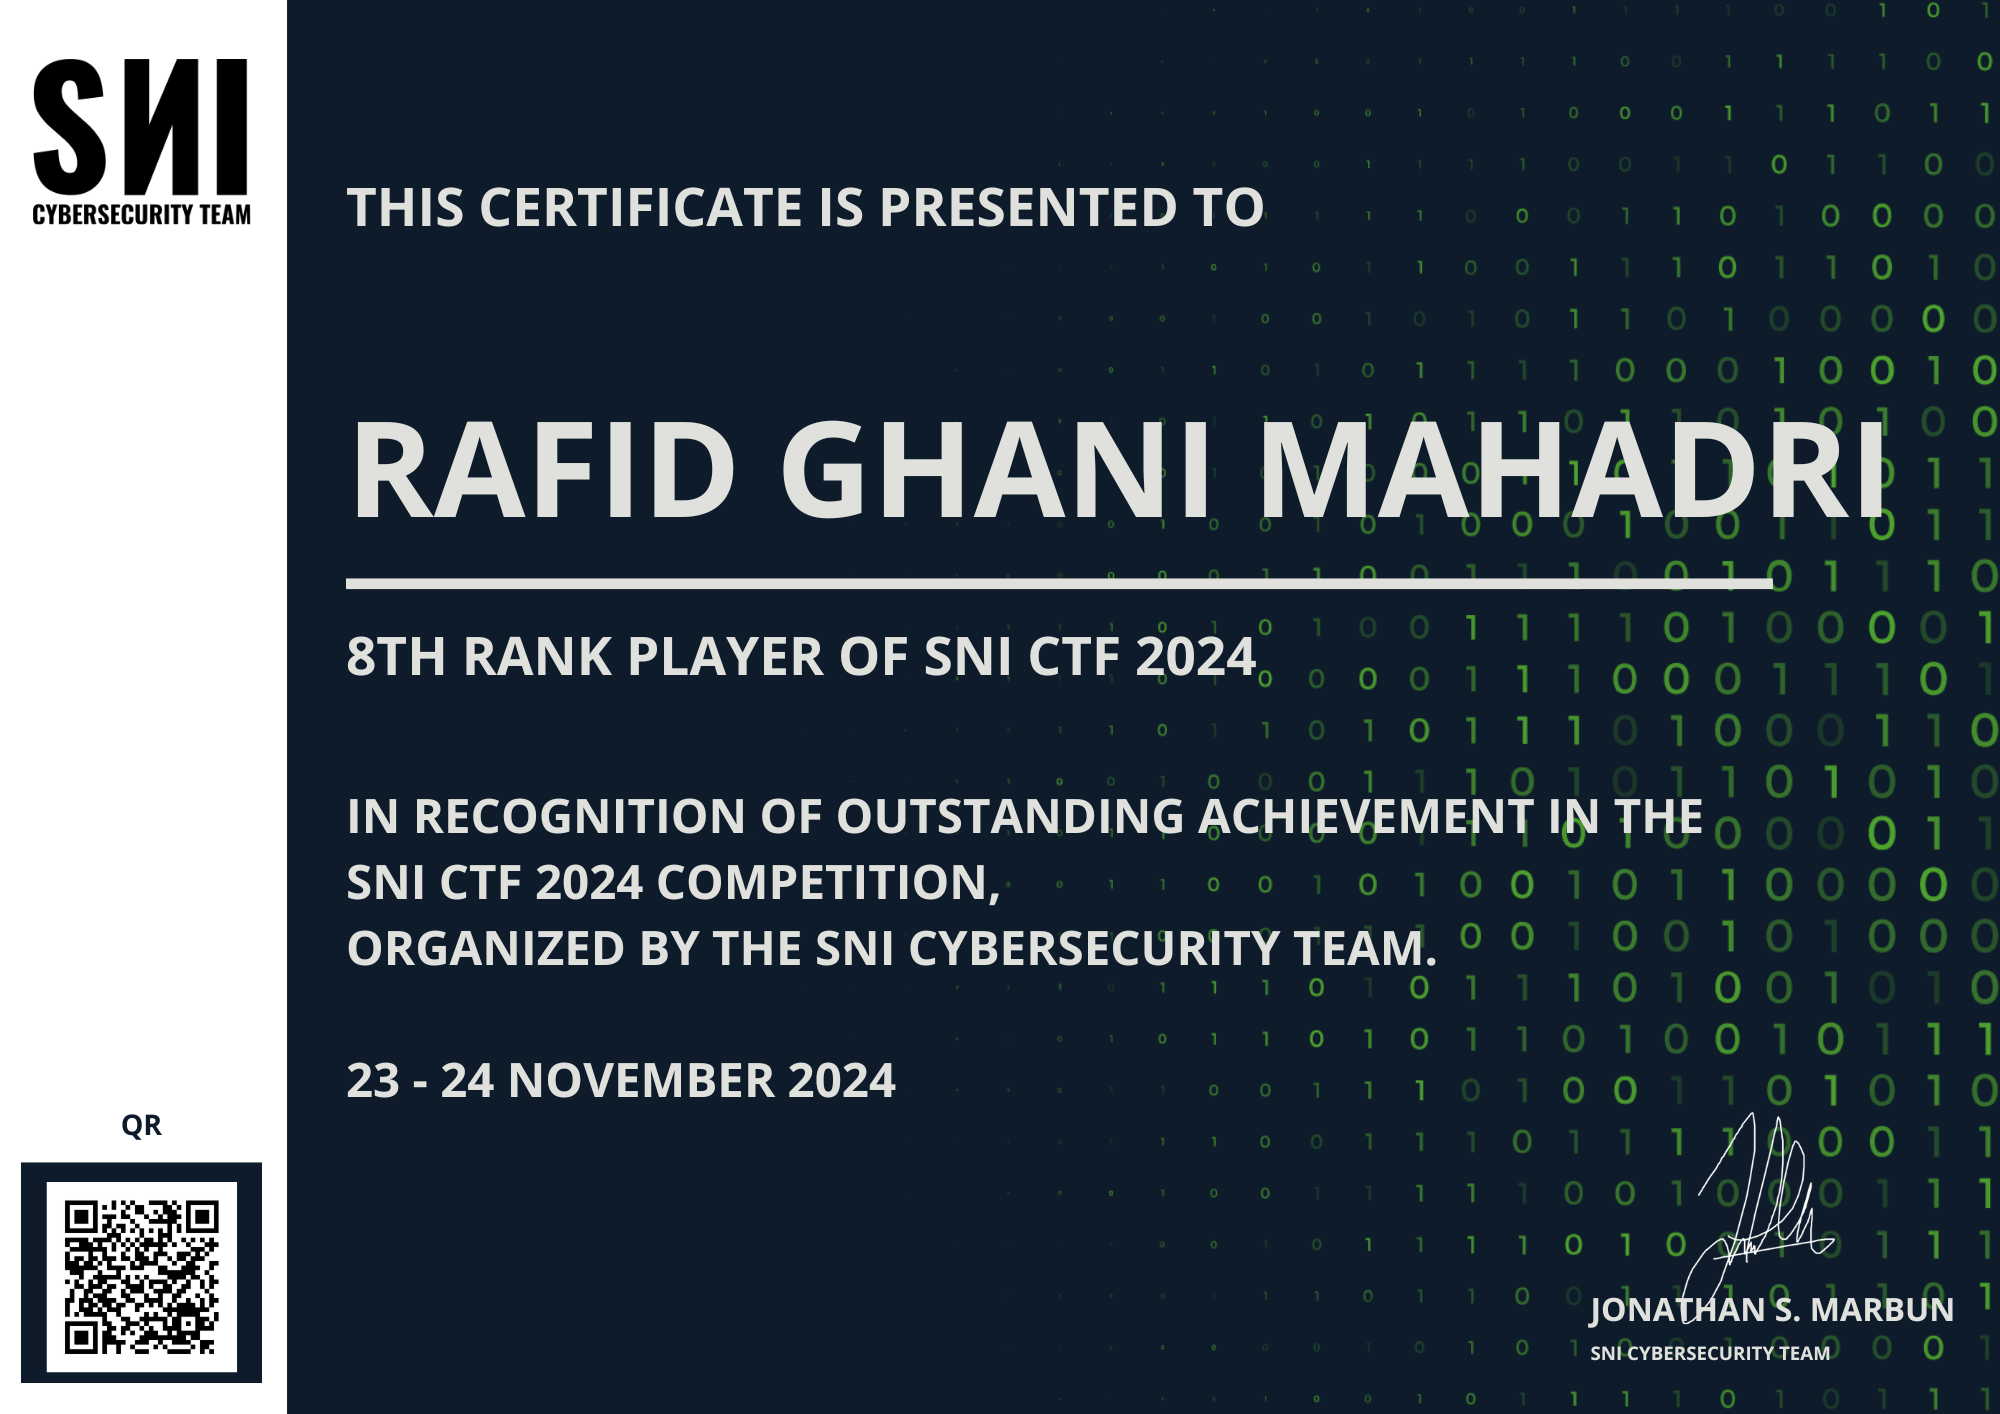 SNI
CYBERSECURITY TEAM
THIS CERTIFICATE IS PRESENTED TO
RAFID GHANI MAHADRI
8TH RANK PLAYER OF SNI CTF 2024
IN RECOGNITION OF OUTSTANDING ACHIEVEMENT IN THE
SNI CTF 2024 COMPETITION,
ORGANIZED BY THE SNI CYBERSECURITY TEAM.
23 - 24 NOVEMBER 2024
QR
JONATHAN S. MARBUN
SNI CYBERSECURITY TEAM